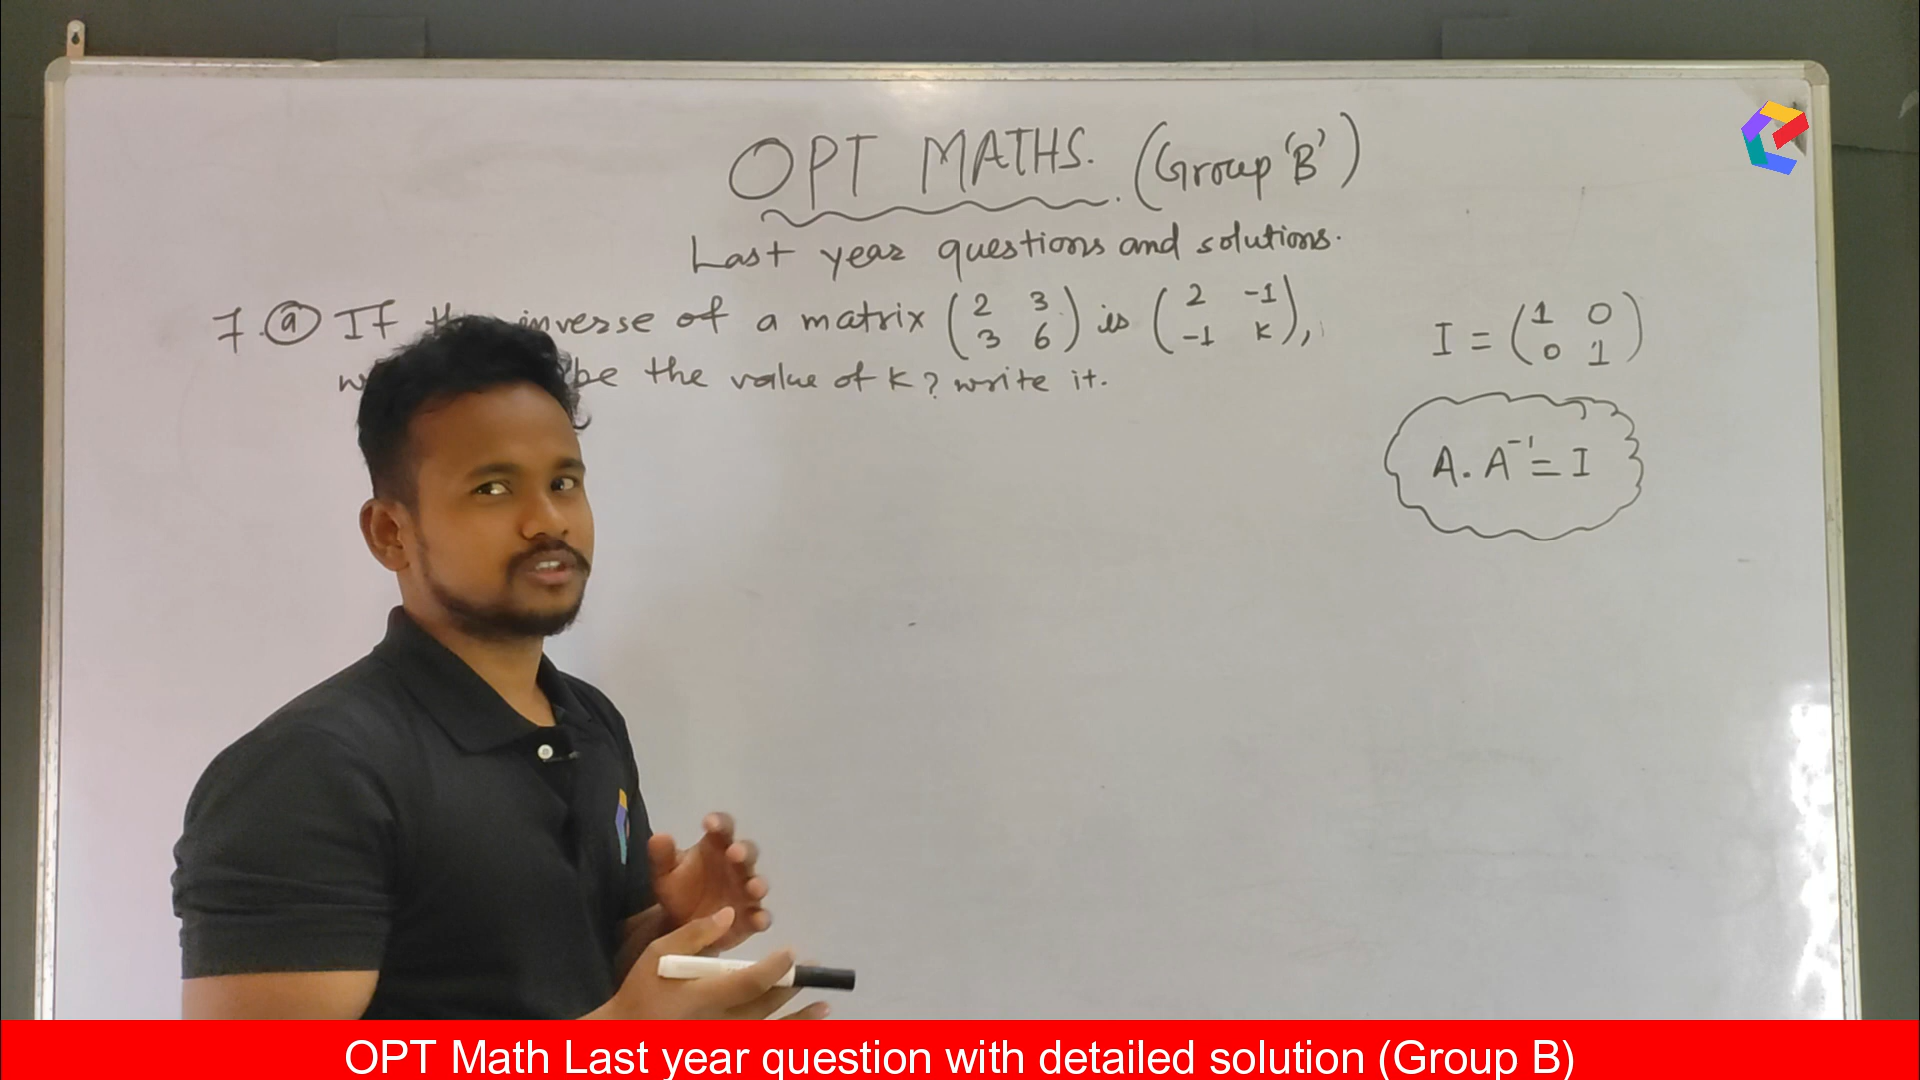 OPT MATHS. (Group 'B')
Last year questions and solutions.
7. (a) If inverse of a matrix (2 3 is (2 -1
3 6) -1 k),
be the value of k? write it.
I = (1 0
0 1)
A. A⁻¹ = I
OPT Math Last year question with detailed solution (Group B)